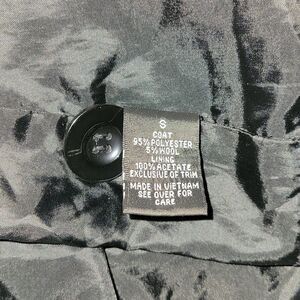 S
COAT
95% POLYESTER
5% WOOL
LINING
100% ACETATE
EXCLUSIVE OF TRIM
MADE IN VIETNAM
SEE OVER FOR
CARE